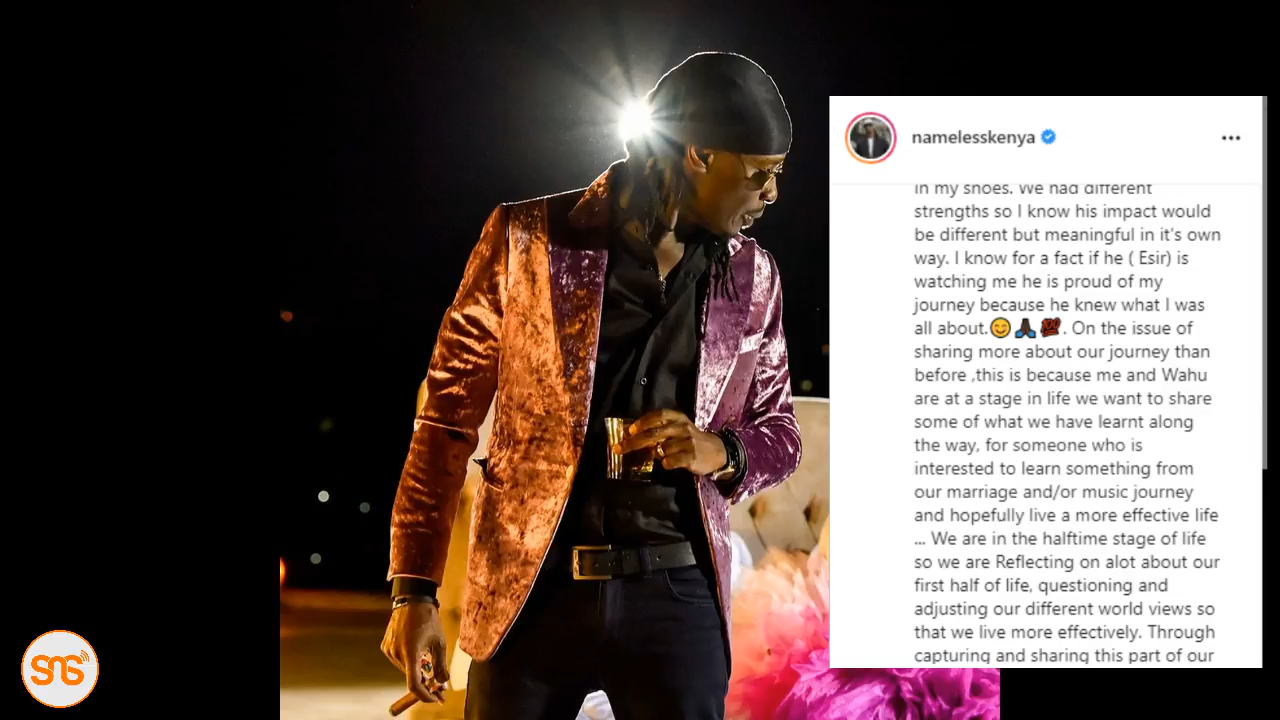 namelesskenya
in my shoes. We had different
strengths so I know his impact would
be different but meaningful in it's own
way. I know for a fact if he ( Esir) is
watching me he is proud of my
journey because he knew what I was
all about.😊🙏🏿💯. On the issue of
sharing more about our journey than
before ,this is because me and Wahu
are at a stage in life we want to share
some of what we have learnt along
the way, for someone who is
interested to learn something from
our marriage and/or music journey
and hopefully live a more effective life
... We are in the halftime stage of life
so we are Reflecting on alot about our
first half of life, questioning and
adjusting our different world views so
that we live more effectively. Through
capturing and sharing this part of our
SNS